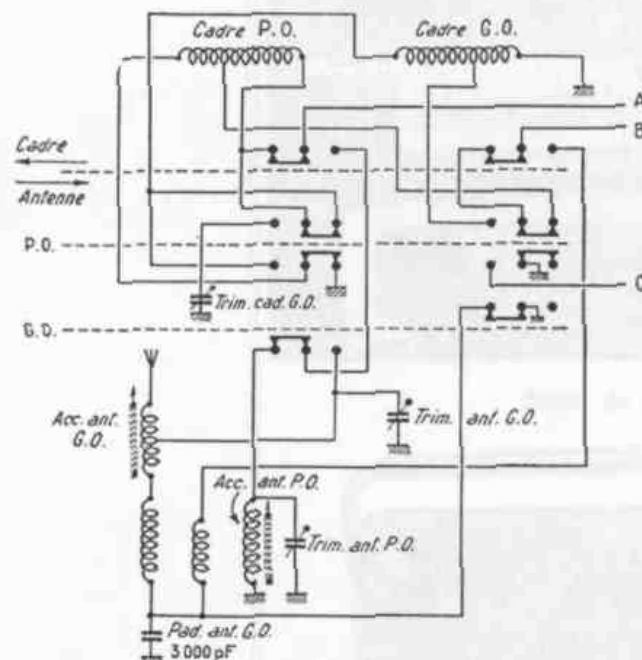 Cadre P.O.
Cadre G.O.
A
B
Cadre
Antenne
P.O.
C
Trim. cad. G.O.
G.O.
Acc. ant.
G.O.
Trim. ant. G.O.
Acc. ant. P.O.
Trim. ant. P.O.
Pad. ant. G.O.
3000 pF